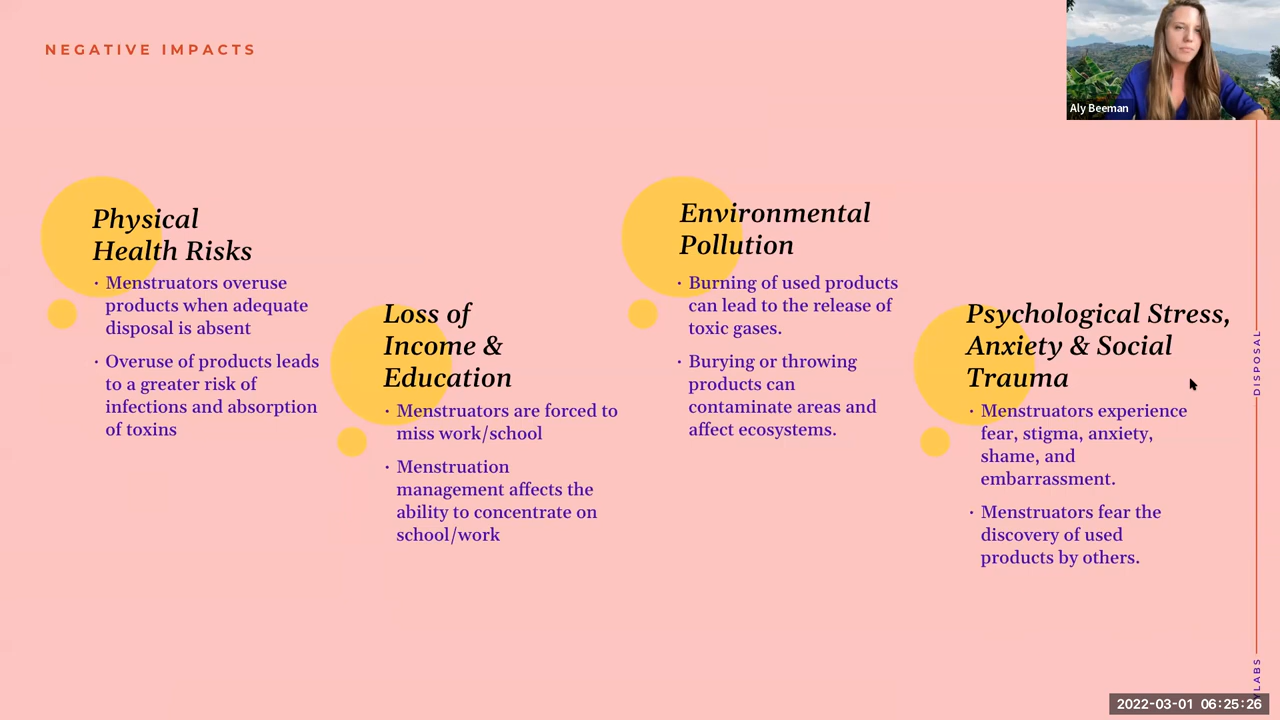 NEGATIVE IMPACTS
Aly Beeman
Physical
Health Risks
· Menstruators overuse
products when adequate
disposal is absent
· Overuse of products leads
to a greater risk of
infections and absorption
of toxins
Loss of
Income &
Education
· Menstruators are forced to
miss work/school
· Menstruation
management affects the
ability to concentrate on
school/work
Environmental
Pollution
· Burning of used products
can lead to the release of
toxic gases.
· Burying or throwing
products can
contaminate areas and
affect ecosystems.
Psychological Stress,
Anxiety & Social
Trauma
· Menstruators experience
fear, stigma, anxiety,
shame, and
embarrassment.
· Menstruators fear the
discovery of used
products by others.
DISPOSAL
YLABS
2022-03-01 06:25:26